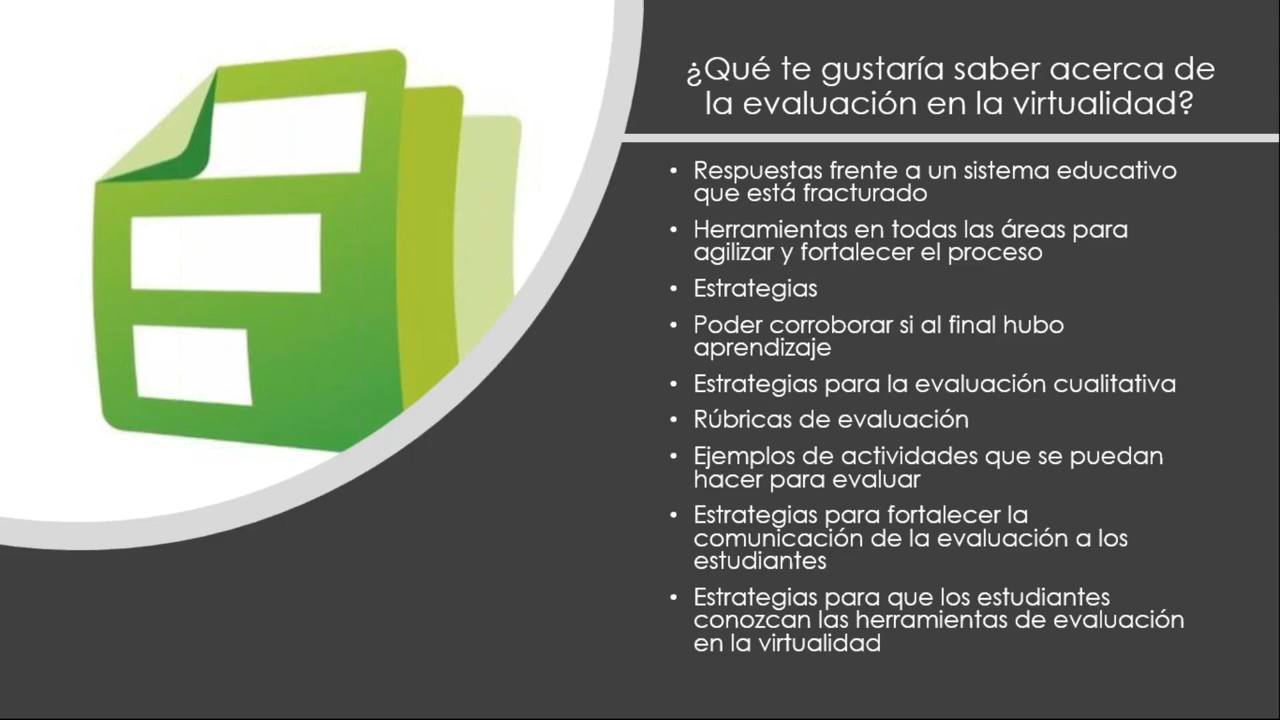 ¿Qué te gustaría saber acerca de
la evaluación en la virtualidad?
• Respuestas frente a un sistema educativo
que está fracturado
• Herramientas en todas las áreas para
agilizar y fortalecer el proceso
• Estrategias
• Poder corroborar si al final hubo
aprendizaje
• Estrategias para la evaluación cualitativa
• Rúbricas de evaluación
• Ejemplos de actividades que se puedan
hacer para evaluar
• Estrategias para fortalecer la
comunicación de la evaluación a los
estudiantes
• Estrategias para que los estudiantes
conozcan las herramientas de evaluación
en la virtualidad